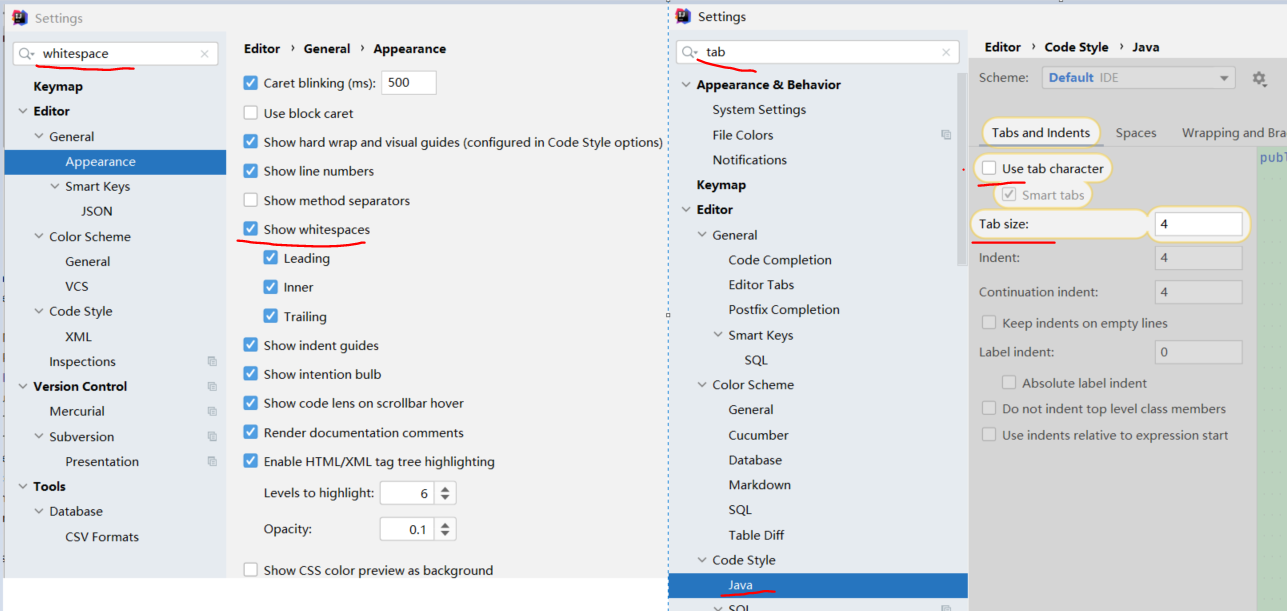 Settings
whitespace
Keymap
Editor
General
Appearance
Smart Keys
JSON
Color Scheme
General
VCS
Code Style
XML
Inspections
Version Control
Mercurial
Subversion
Presentation
Tools
Database
CSV Formats
Editor › General › Appearance
Caret blinking (ms): 500
Use block caret
Show hard wrap and visual guides (configured in Code Style options)
Show line numbers
Show method separators
Show whitespaces
Leading
Inner
Trailing
Show indent guides
Show intention bulb
Show code lens on scrollbar hover
Render documentation comments
Enable HTML/XML tag tree highlighting
Levels to highlight: 6
Opacity: 0.1
Show CSS color preview as background
Settings
tab
Appearance & Behavior
System Settings
File Colors
Notifications
Keymap
Editor
General
Code Completion
Editor Tabs
Postfix Completion
Smart Keys
SQL
Color Scheme
General
Cucumber
Database
Markdown
SQL
Table Diff
Code Style
Java
SQL
Editor › Code Style › Java
Scheme: Default IDE
Tabs and Indents Spaces Wrapping and Bra
Use tab character
Smart tabs
Tab size: 4
Indent: 4
Continuation indent: 4
Keep indents on empty lines
Label indent: 0
Absolute label indent
Do not indent top level class members
Use indents relative to expression start
publ